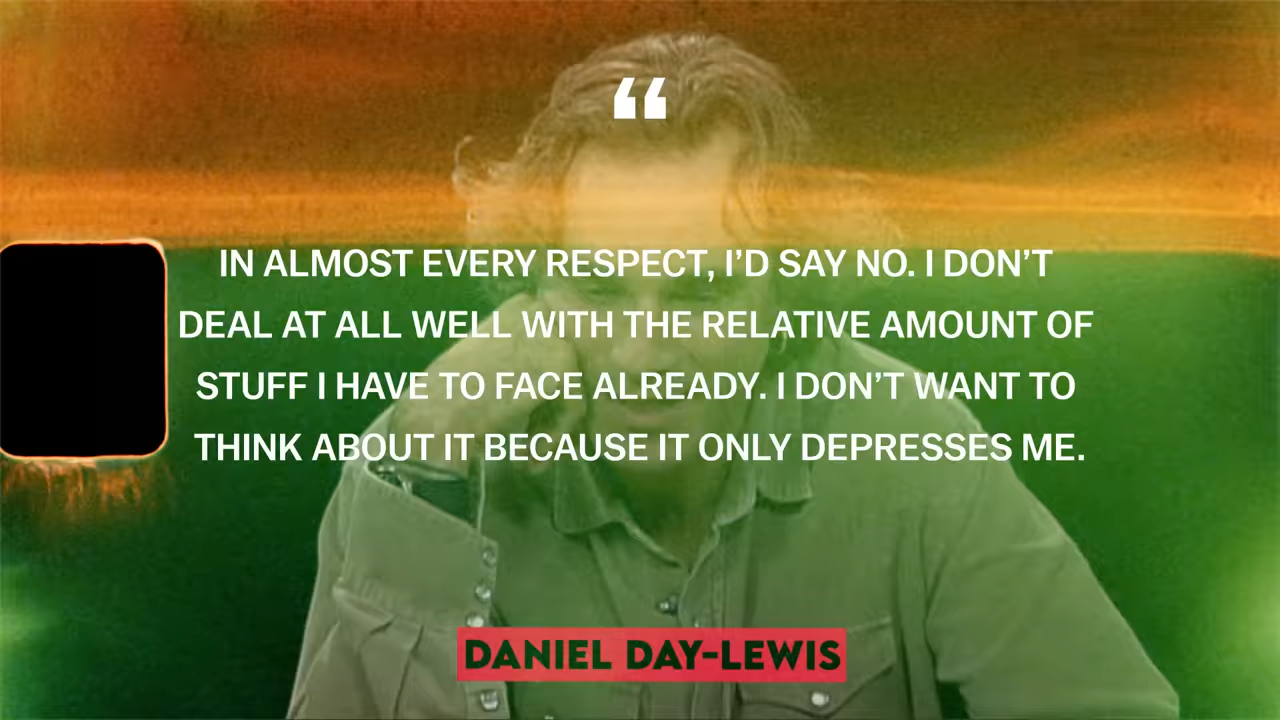 “
IN ALMOST EVERY RESPECT, I’D SAY NO. I DON’T
DEAL AT ALL WELL WITH THE RELATIVE AMOUNT OF
STUFF I HAVE TO FACE ALREADY. I DON’T WANT TO
THINK ABOUT IT BECAUSE IT ONLY DEPRESSES ME.
DANIEL DAY-LEWIS